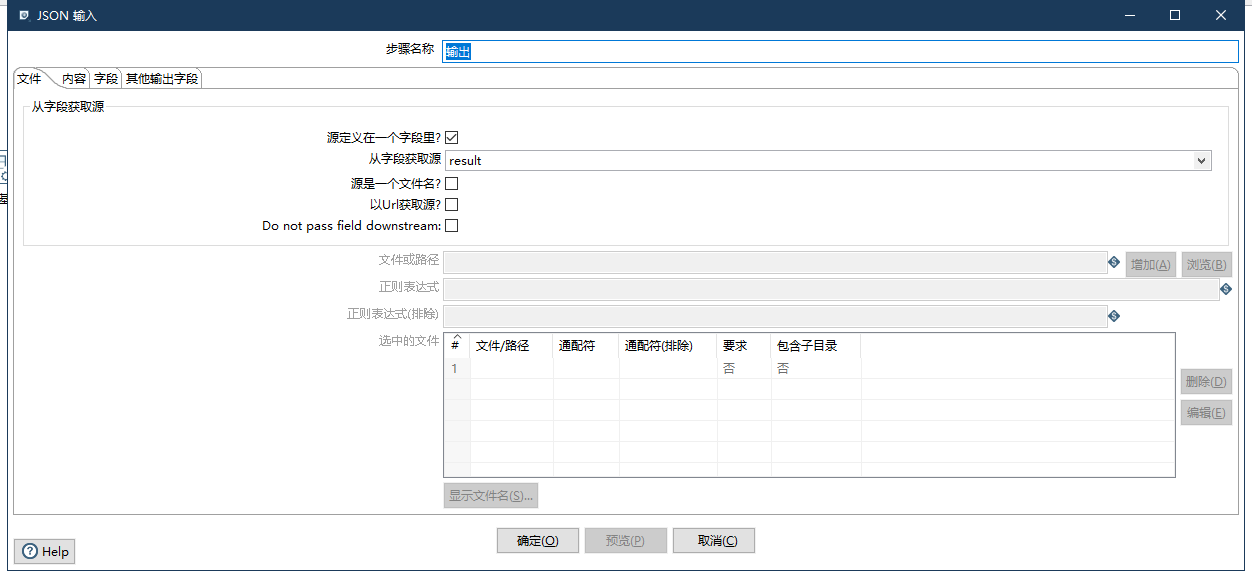 JSON 输入
步骤名称 输出
文件 内容 字段 其他输出字段
从字段获取源
源定义在一个字段里?
从字段获取源 result
源是一个文件名?
以Url获取源?
Do not pass field downstream:
文件或路径 增加(A) 浏览(B)
正则表达式
正则表达式(排除)
选中的文件
# 文件/路径 通配符 通配符(排除) 要求 包含子目录
1 否 否
删除(D)
编辑(E)
显示文件名(S)...
确定(O) 预览(P) 取消(C)
Help